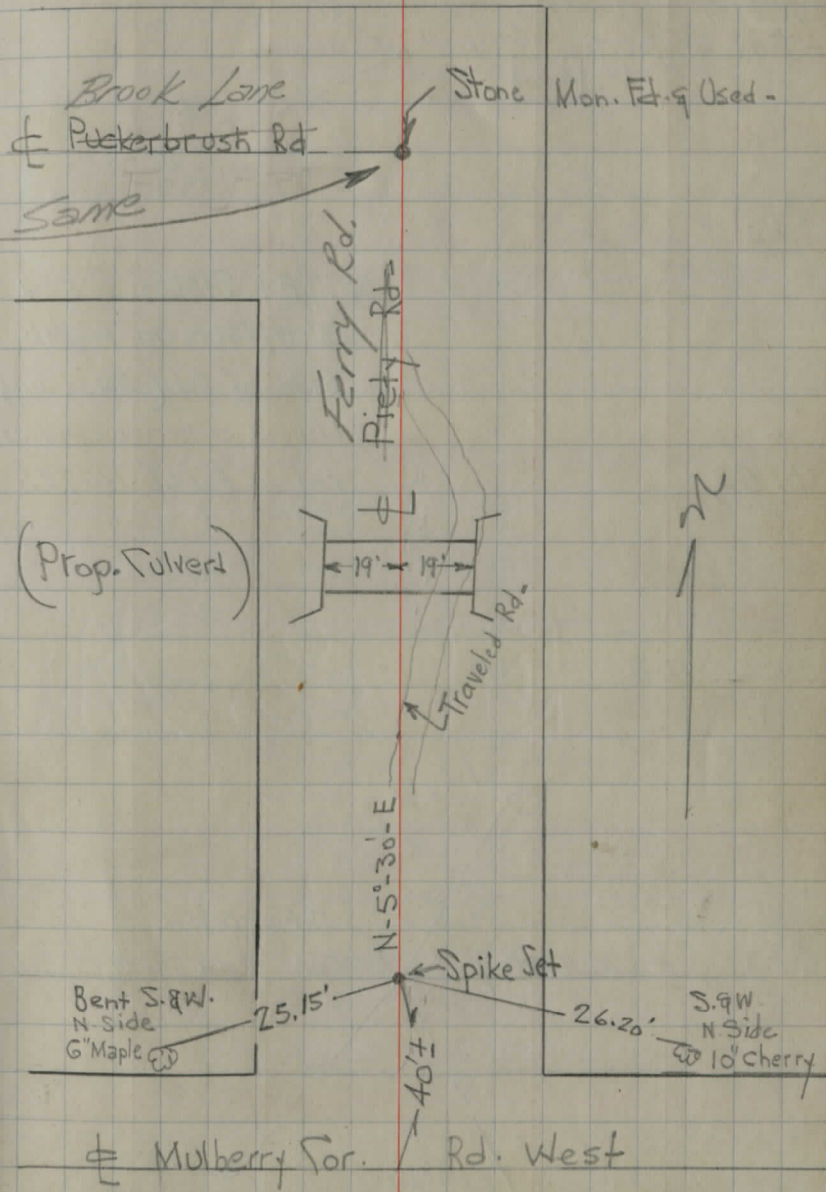 Brook Lane
Stone Mon. Fd. & Used-
℄ Puckerbrush Rd
Same
Ferry Rd.
℄ Piety Rd-
(Prop. Culvert)
19' 19'
Traveled Rd-
N
N-5°-30'-E
Spike Set
Bent S.&W.
N-Side
6" Maple
25.15'
26.20'
S.&W
N. Side
10" Cherry
40'±
℄ Mulberry Cor. Rd. West